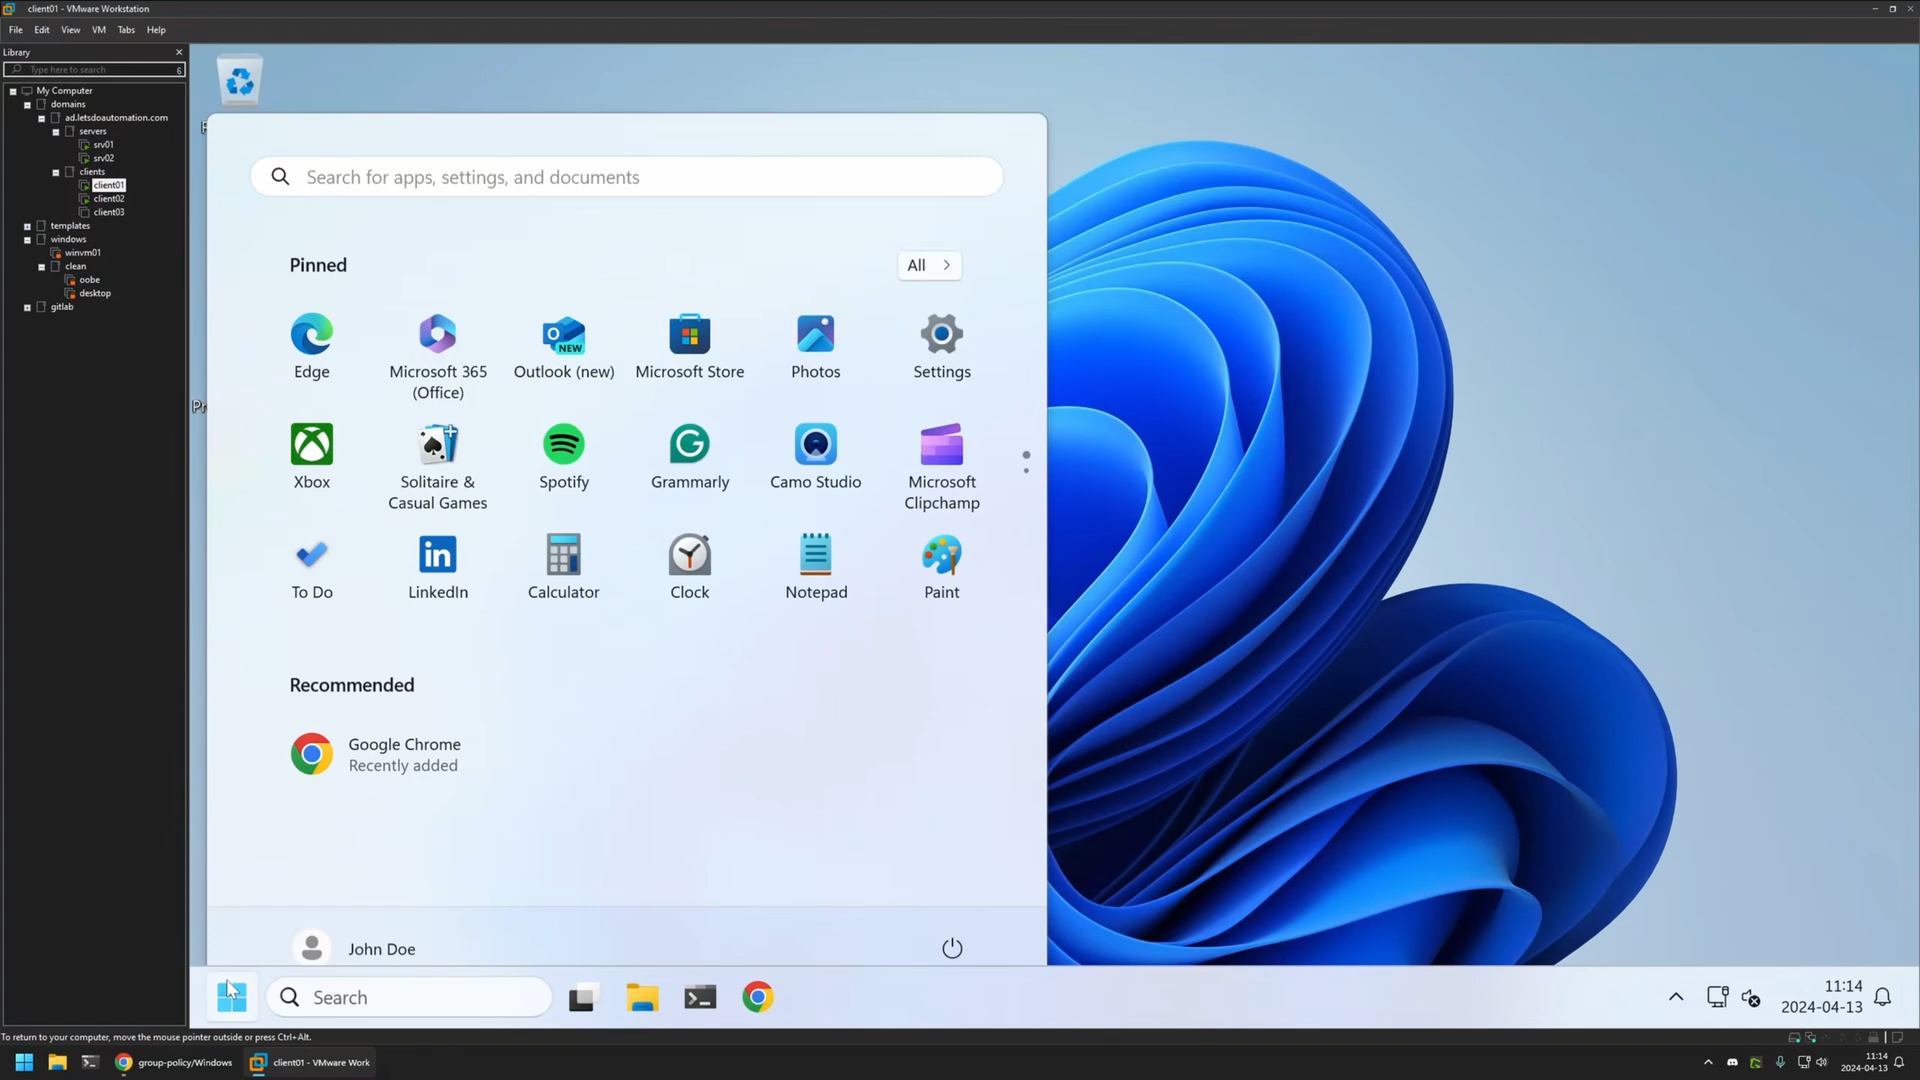 client01 - VMware Workstation
File Edit View VM Tabs Help
Library
Type here to search
6
My Computer
domains
ad.letsdoautomation.com
servers
srv01
srv02
clients
client01
client02
client03
templates
windows
winvm01
clean
oobe
desktop
gitlab
Search for apps, settings, and documents
Pinned
All
Edge
Microsoft 365
(Office)
Outlook (new)
NEW
Microsoft Store
Photos
Settings
Xbox
Solitaire &
Casual Games
Spotify
Grammarly
Camo Studio
Microsoft
Clipchamp
To Do
LinkedIn
Calculator
Clock
Notepad
Paint
Recommended
Google Chrome
Recently added
John Doe
Pr
Search
11:14
2024-04-13
To return to your computer, move the mouse pointer outside or press Ctrl+Alt.
group-policy/Windows
client01 - VMware Work
11:14
2024-04-13